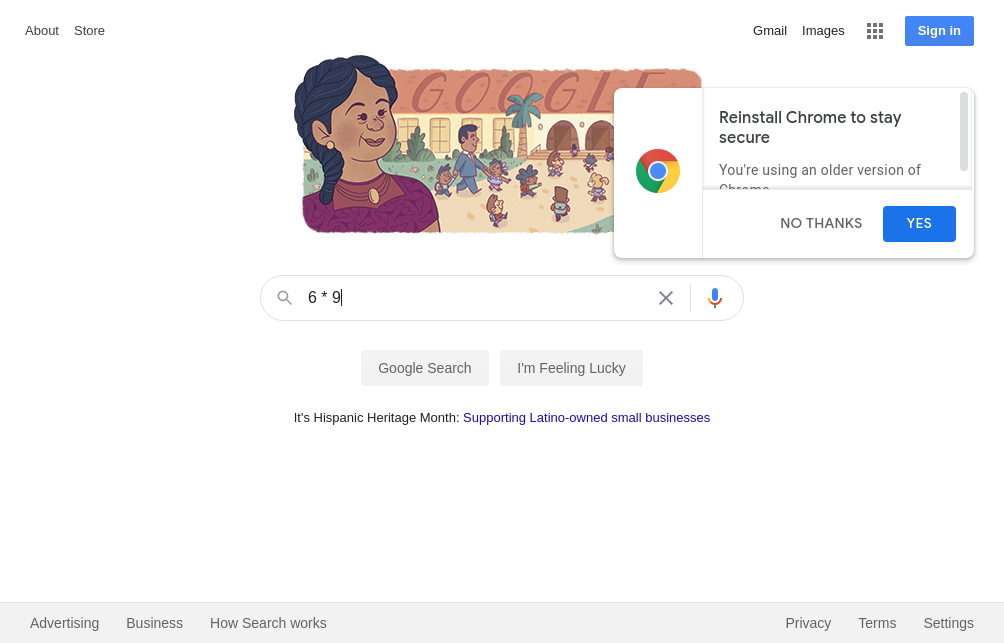 About Store
Gmail Images Sign in
GOOGLE
Reinstall Chrome to stay
secure
You're using an older version of
Chrome
NO THANKS YES
6 * 9
Google Search I'm Feeling Lucky
It's Hispanic Heritage Month: Supporting Latino-owned small businesses
Advertising Business How Search works Privacy Terms Settings